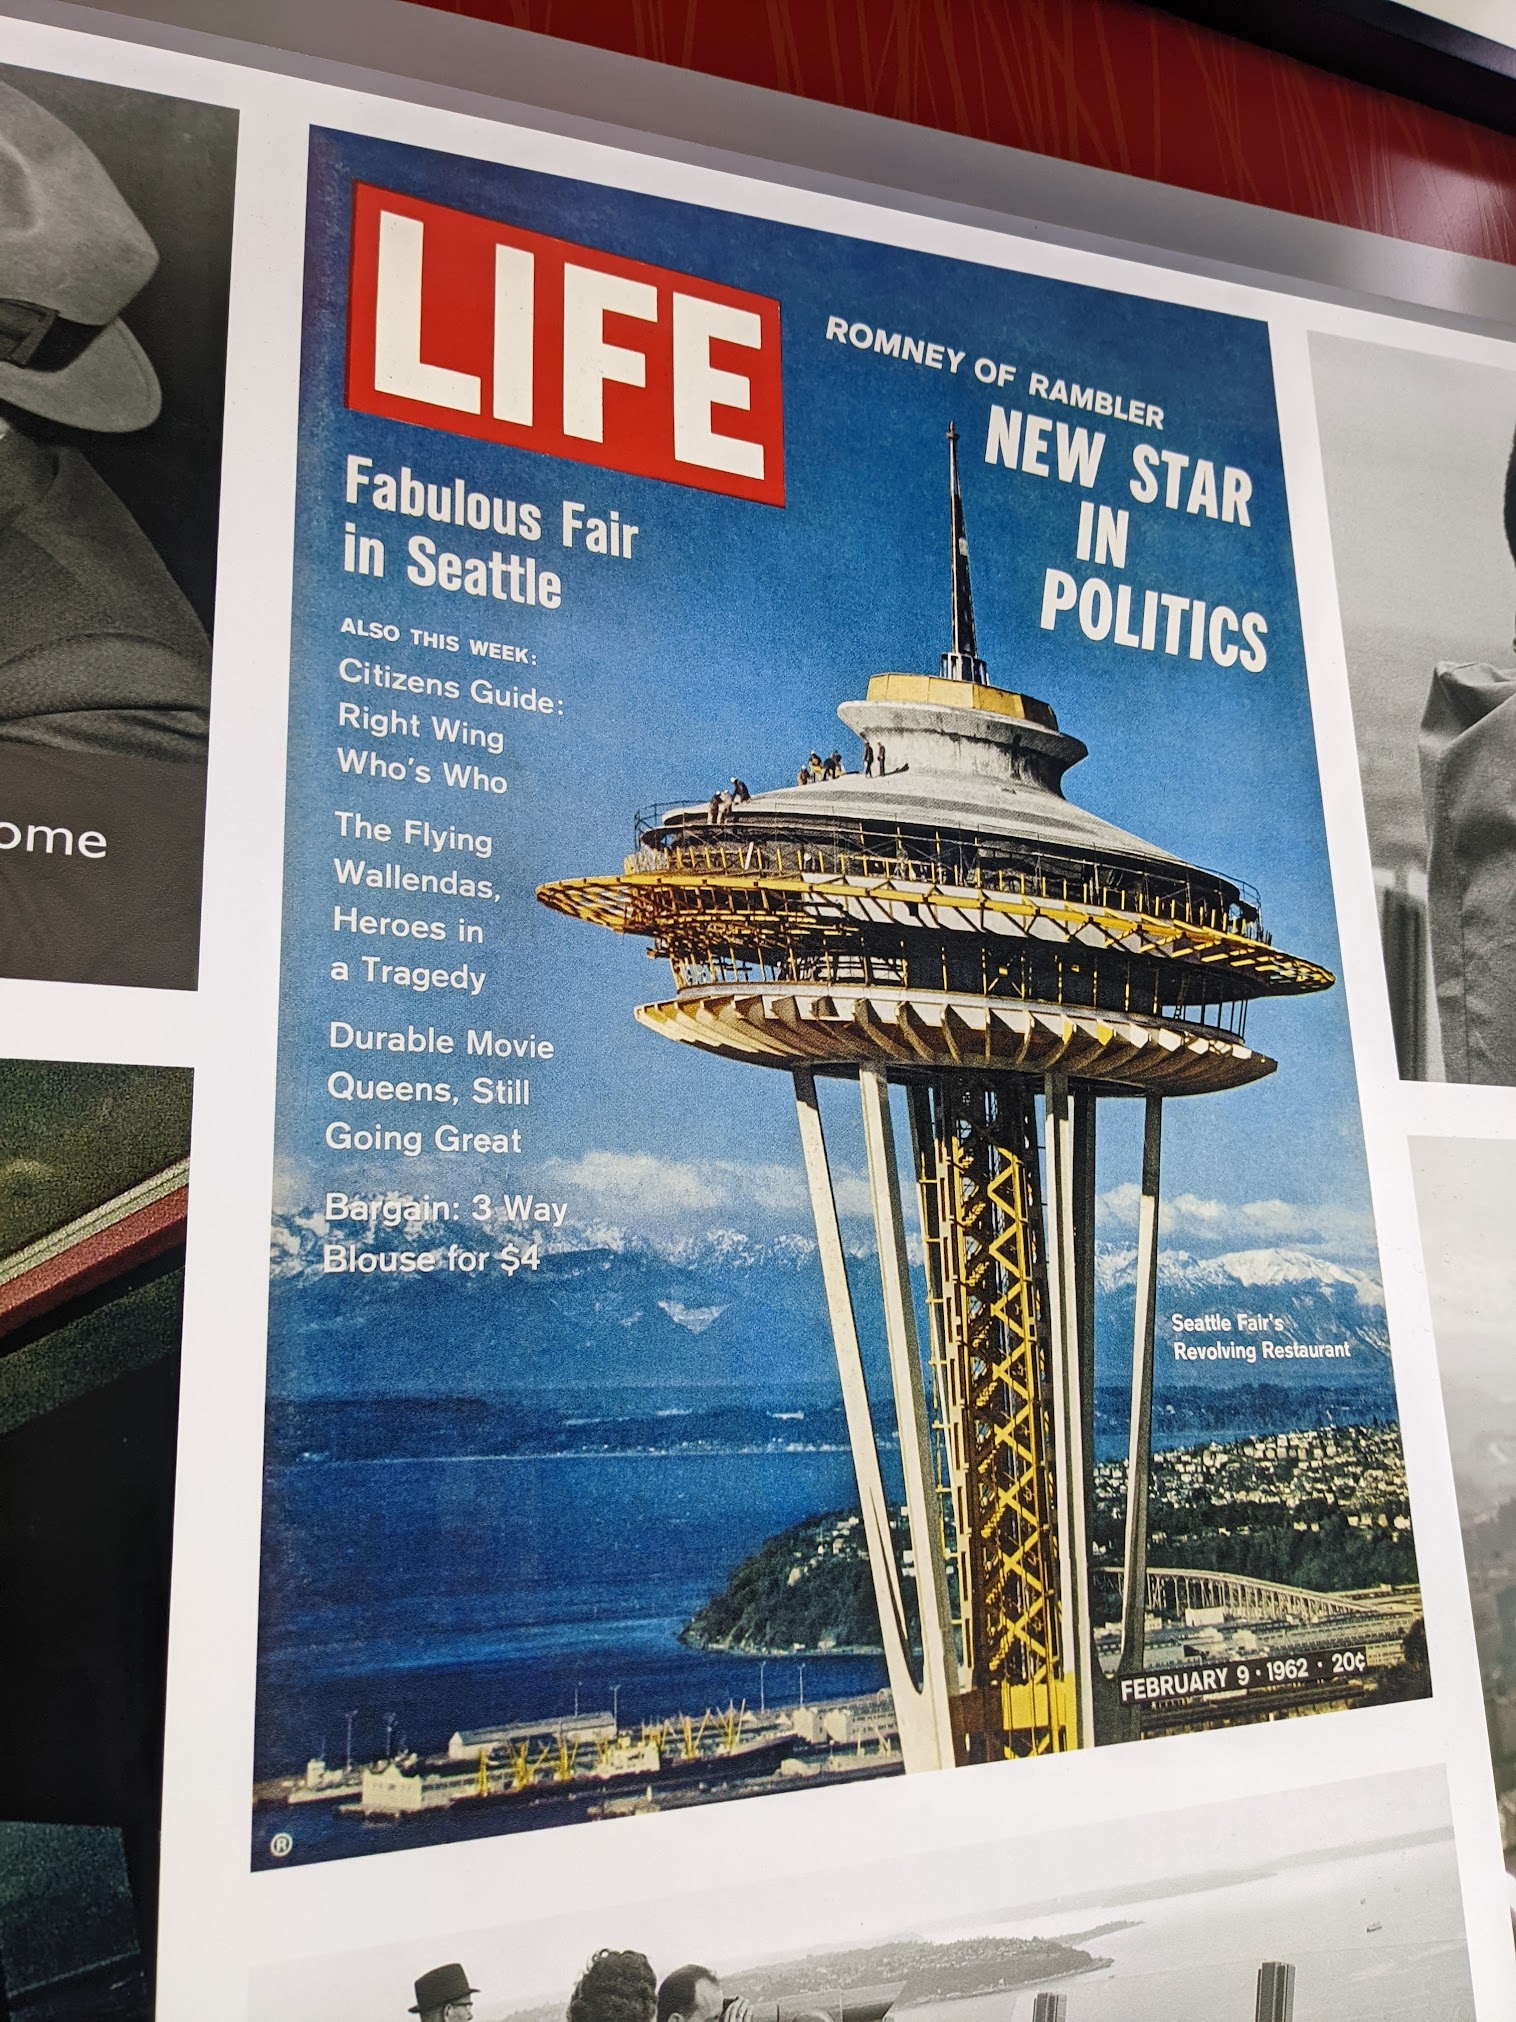 LIFE
ROMNEY OF RAMBLER
NEW STAR
IN
POLITICS
Fabulous Fair
in Seattle
ALSO THIS WEEK:
Citizens Guide:
Right Wing
Who's Who
The Flying
Wallendas,
Heroes in
a Tragedy
Durable Movie
Queens, Still
Going Great
Bargain: 3 Way
Blouse for $4
Seattle Fair's
Revolving Restaurant
FEBRUARY 9 · 1962 · 20¢
®
ome